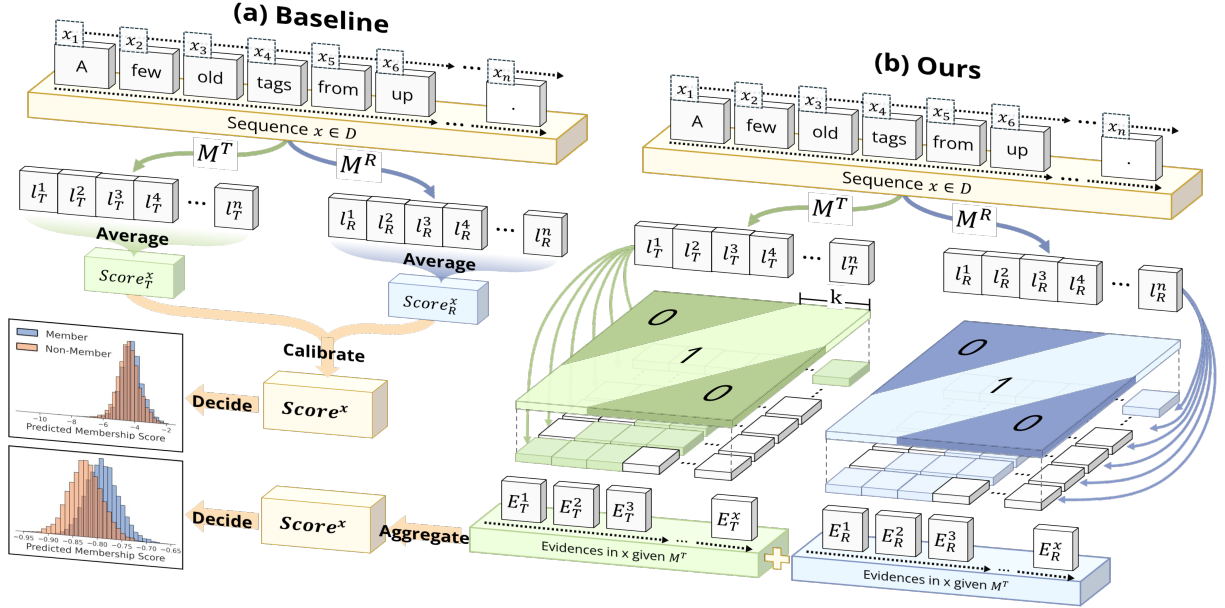 (a) Baseline
x₁ x₂ x₃ x₄ x₅ x₆ ... xₙ
A few old tags from up ... .
Sequence x ∈ D
Mᵀ
Mᴿ
l_T^1 l_T^2 l_T^3 l_T^4 ... l_T^n
l_R^1 l_R^2 l_R^3 l_R^4 ... l_R^n
Average
Average
Score_T^x
Score_R^x
Calibrate
Score^x
Decide
Member
Non-Member
−10 −8 −6 −4 −2
Predicted Membership Score
(b) Ours
x₁ x₂ x₃ x₄ x₅ x₆ ... xₙ
A few old tags from up ... .
Sequence x ∈ D
Mᵀ
Mᴿ
l_T^1 l_T^2 l_T^3 l_T^4 ... l_T^n
l_R^1 l_R^2 l_R^3 l_R^4 ... l_R^n
k
0
1
0
0
1
0
E_T^1 E_T^2 E_T^3 ... E_T^x
Evidences in x given Mᵀ
+
E_R^1 E_R^2 E_R^3 ... E_R^x
Evidences in x given Mᵀ
Aggregate
Score^x
Decide
−0.95 −0.90 −0.85 −0.80 −0.75 −0.70 −0.65
Predicted Membership Score